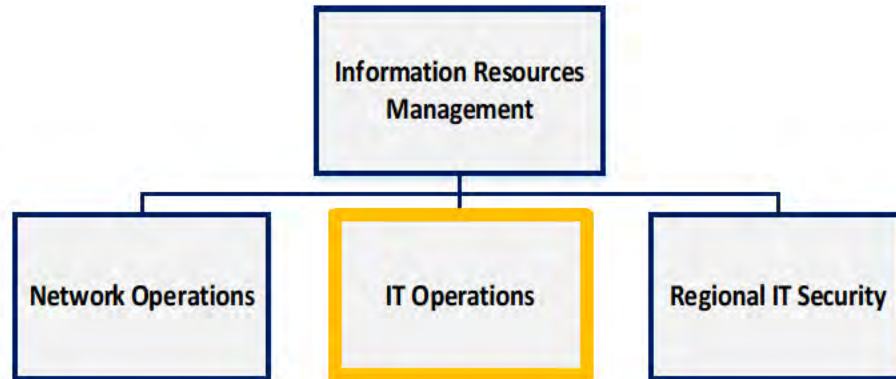 Information Resources
Management
Network Operations
IT Operations
Regional IT Security